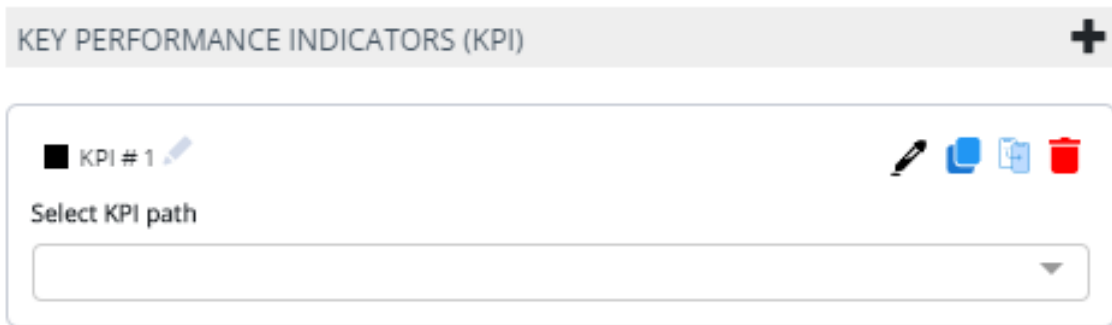 KEY PERFORMANCE INDICATORS (KPI)
KPI # 1
Select KPI path